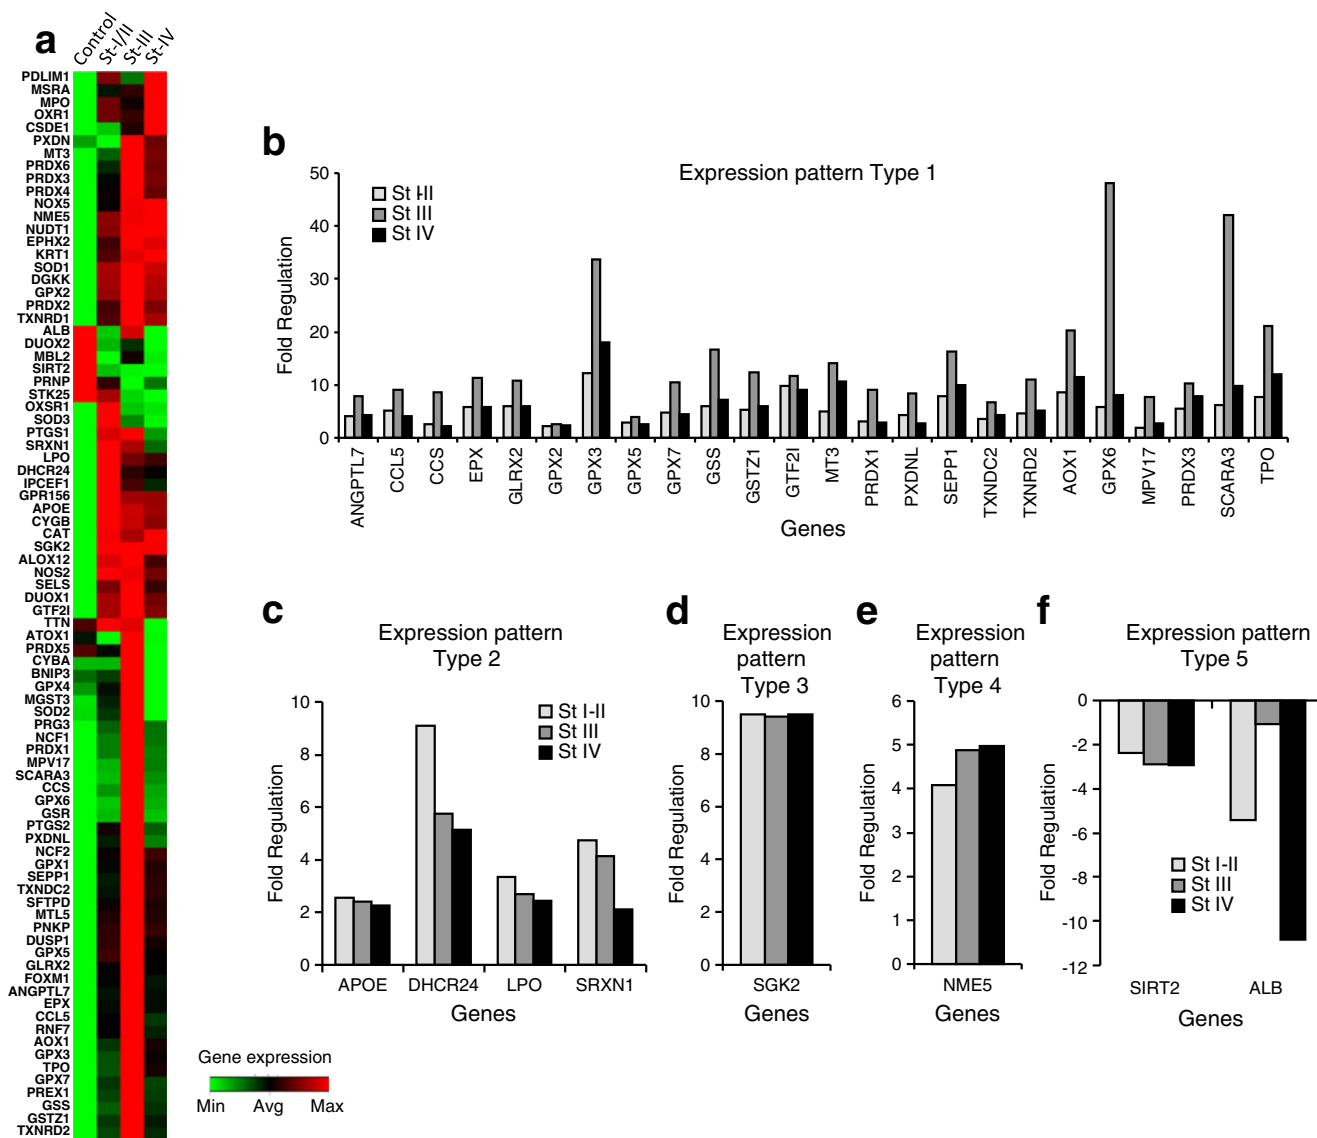 a
Control
St-I/II
St-III
St-IV
PDLIM1
MSRA
MPO
OXR1
CSDE1
PXDN
MT3
PRDX6
PRDX3
PRDX4
NOX5
NME5
NUDT1
EPHX2
KRT1
SOD1
DGKK
GPX2
PRDX2
TXNRD1
ALB
DUOX2
MBL2
SIRT2
PRNP
STK25
OXSR1
SOD3
PTGS1
SRXN1
LPO
DHCR24
IPCEF1
GPR156
APOE
CYGB
CAT
SGK2
ALOX12
NOS2
SELS
DUOX1
GTF2I
TTN
ATOX1
PRDX5
CYBA
BNIP3
GPX4
MGST3
SOD2
PRG3
NCF1
PRDX1
MPV17
SCARA3
CCS
GPX6
GSR
PTGS2
PXDNL
NCF2
GPX1
SEPP1
TXNDC2
SFTPD
MTL5
PNKP
DUSP1
GPX5
GLRX2
FOXM1
ANGPTL7
EPX
CCL5
RNF7
AOX1
GPX3
TPO
GPX7
PREX1
GSS
GSTZ1
TXNRD2
Gene expression
Min Avg Max
b
Expression pattern Type 1
St I-II
St III
St IV
Fold Regulation
50
40
30
20
10
0
ANGPTL7
CCL5
CCS
EPX
GLRX2
GPX2
GPX3
GPX5
GPX7
GSS
GSTZ1
GTF2I
MT3
PRDX1
PXDNL
SEPP1
TXNDC2
TXNRD2
AOX1
GPX6
MPV17
PRDX3
SCARA3
TPO
Genes
c
Expression pattern
Type 2
St I-II
St III
St IV
Fold Regulation
10
8
6
4
2
0
APOE DHCR24 LPO SRXN1
Genes
d
Expression
pattern
Type 3
Fold Regulation
10
8
6
4
2
0
SGK2
Genes
e
Expression
pattern
Type 4
Fold Regulation
6
5
4
3
2
1
0
NME5
Genes
f
Expression pattern
Type 5
Fold Regulation
0
-2
-4
-6
-8
-10
-12
St I-II
St III
St IV
SIRT2 ALB
Genes